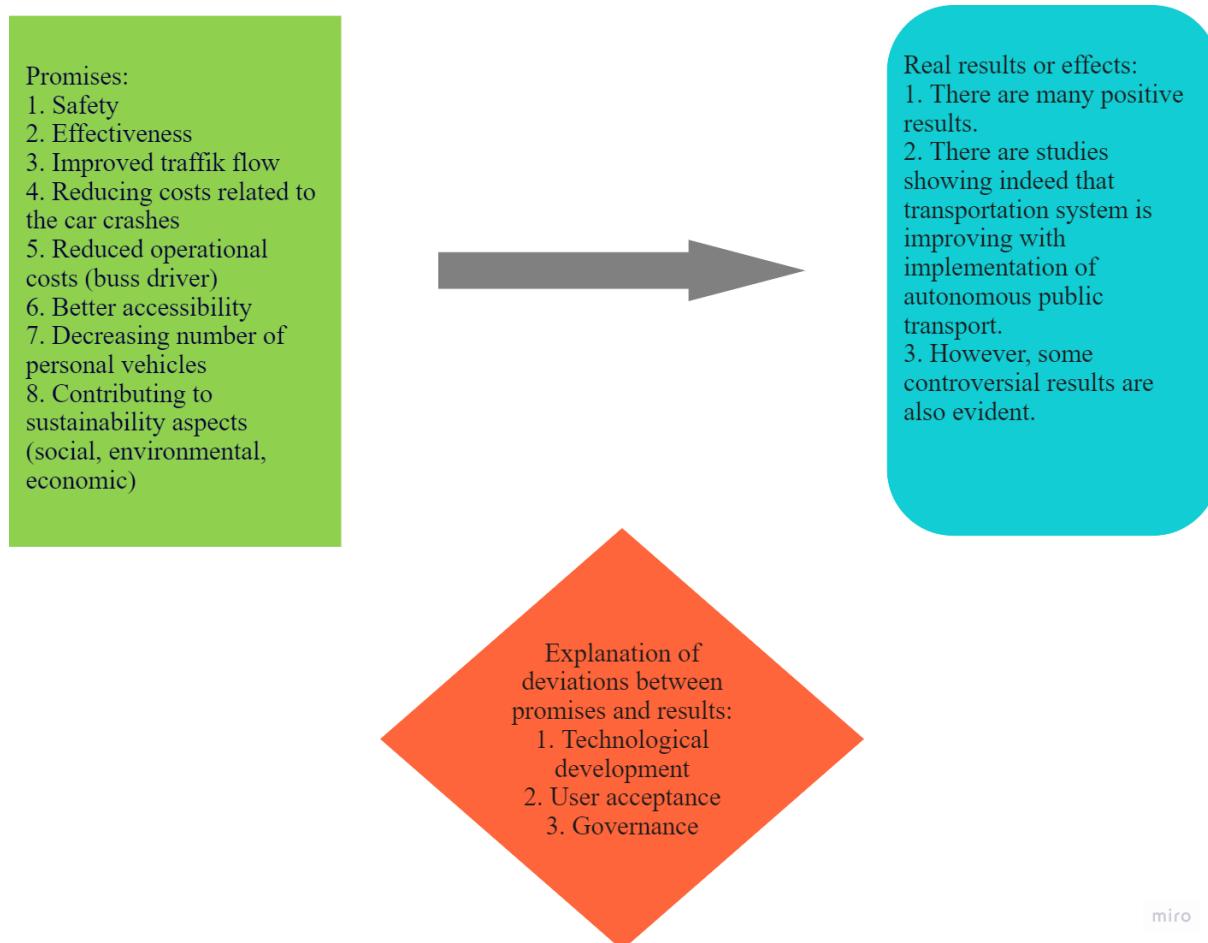 Promises:
1. Safety
2. Effectiveness
3. Improved traffik flow
4. Reducing costs related to
the car crashes
5. Reduced operational
costs (buss driver)
6. Better accessibility
7. Decreasing number of
personal vehicles
8. Contributing to
sustainability aspects
(social, environmental,
economic)
Real results or effects:
1. There are many positive
results.
2. There are studies
showing indeed that
transportation system is
improving with
implementation of
autonomous public
transport.
3. However, some
controversial results are
also evident.
Explanation of
deviations between
promises and results:
1. Technological
development
2. User acceptance
3. Governance
miro